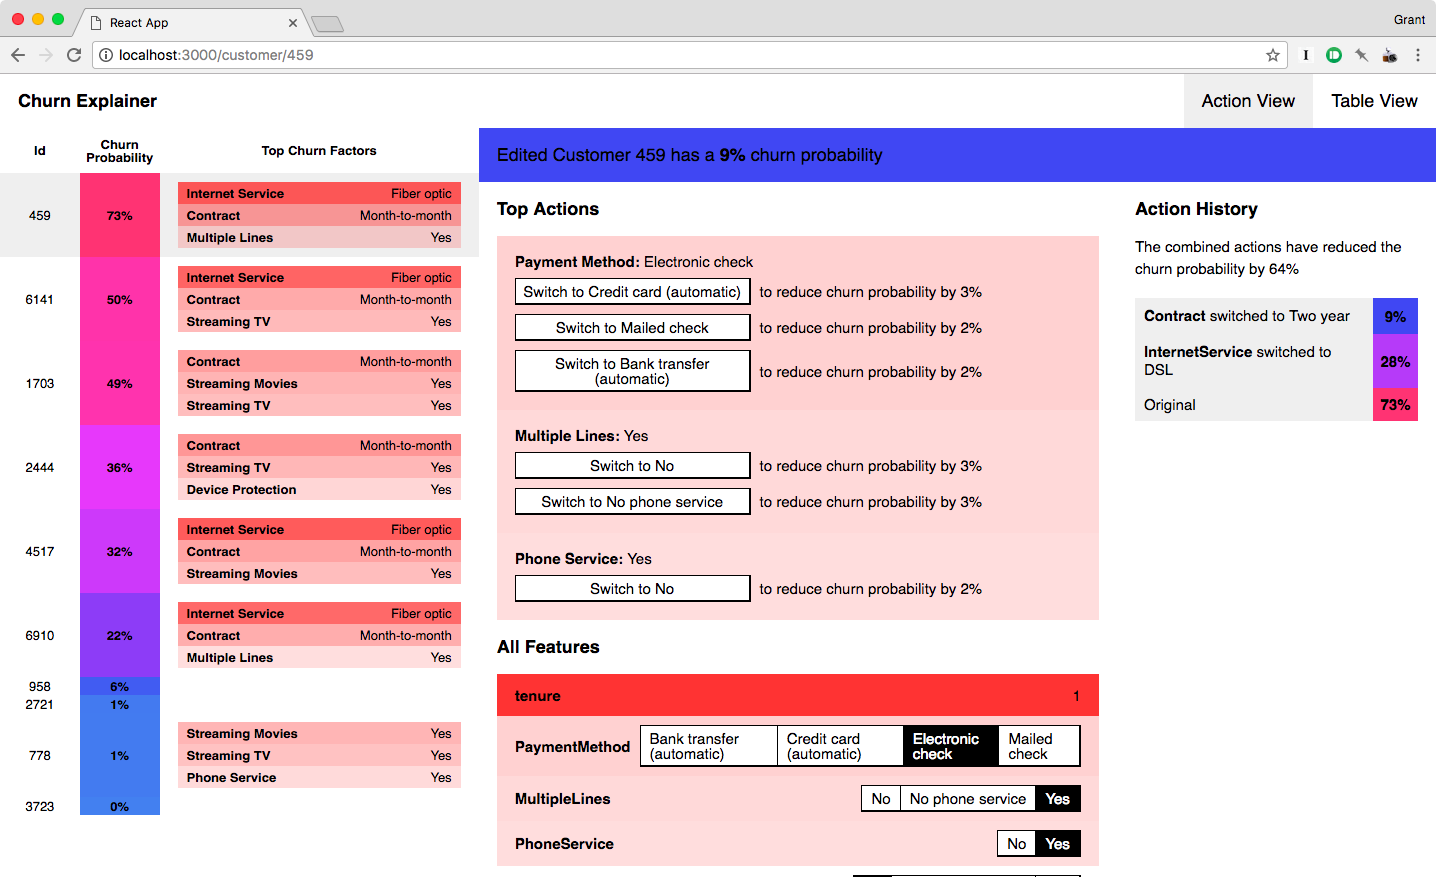 React App
Grant
localhost:3000/customer/459
Churn Explainer
Action View
Table View
Id
Churn
Probability
Top Churn Factors
459
73%
Internet Service Fiber optic
Contract Month-to-month
Multiple Lines Yes
6141
50%
Internet Service Fiber optic
Contract Month-to-month
Streaming TV Yes
1703
49%
Contract Month-to-month
Streaming Movies Yes
Streaming TV Yes
2444
36%
Contract Month-to-month
Streaming TV Yes
Device Protection Yes
4517
32%
Internet Service Fiber optic
Contract Month-to-month
Streaming Movies Yes
6910
22%
Internet Service Fiber optic
Contract Month-to-month
Multiple Lines Yes
958 6%
2721 1%
778
1%
Streaming Movies Yes
Streaming TV Yes
Phone Service Yes
3723 0%
Edited Customer 459 has a 9% churn probability
Top Actions
Payment Method: Electronic check
Switch to Credit card (automatic) to reduce churn probability by 3%
Switch to Mailed check to reduce churn probability by 2%
Switch to Bank transfer
(automatic)
to reduce churn probability by 2%
Multiple Lines: Yes
Switch to No to reduce churn probability by 3%
Switch to No phone service to reduce churn probability by 3%
Phone Service: Yes
Switch to No to reduce churn probability by 2%
All Features
tenure 1
PaymentMethod
Bank transfer
(automatic)
Credit card
(automatic)
Electronic
check
Mailed
check
MultipleLines No No phone service Yes
PhoneService No Yes
Action History
The combined actions have reduced the
churn probability by 64%
Contract switched to Two year 9%
InternetService switched to
DSL
28%
Original 73%